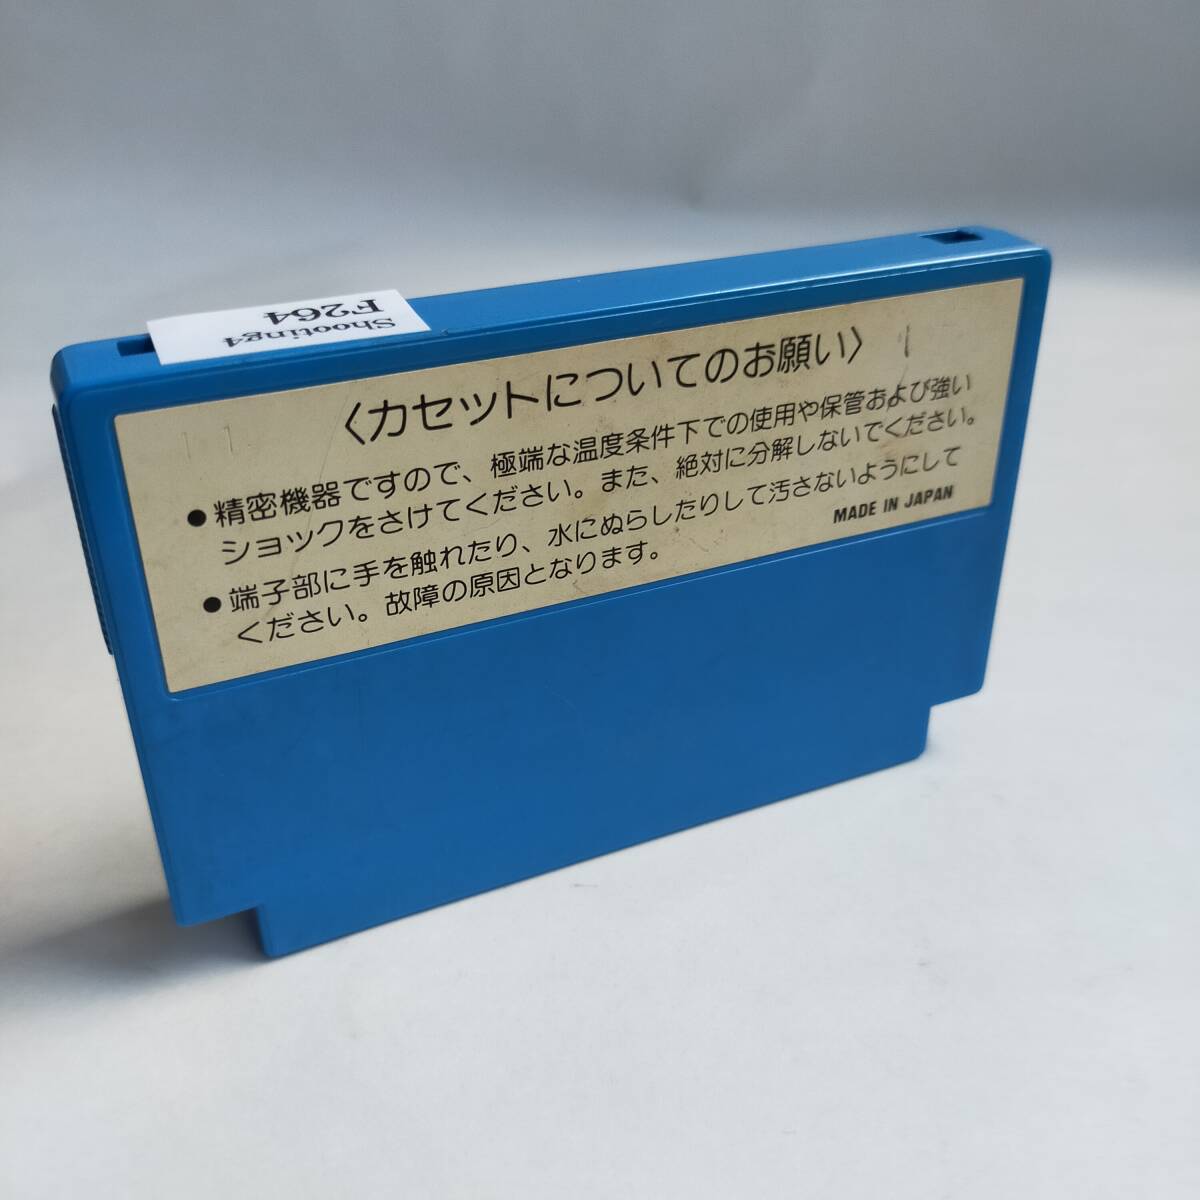 Shooting4
F264
〈カセットについてのお願い〉
●精密機器ですので、極端な温度条件下での使用や保管および強い
ショックをさけてください。また、絶対に分解しないでください。
●端子部に手を触れたり、水にぬらしたりして汚さないようにして
ください。故障の原因となります。
MADE IN JAPAN